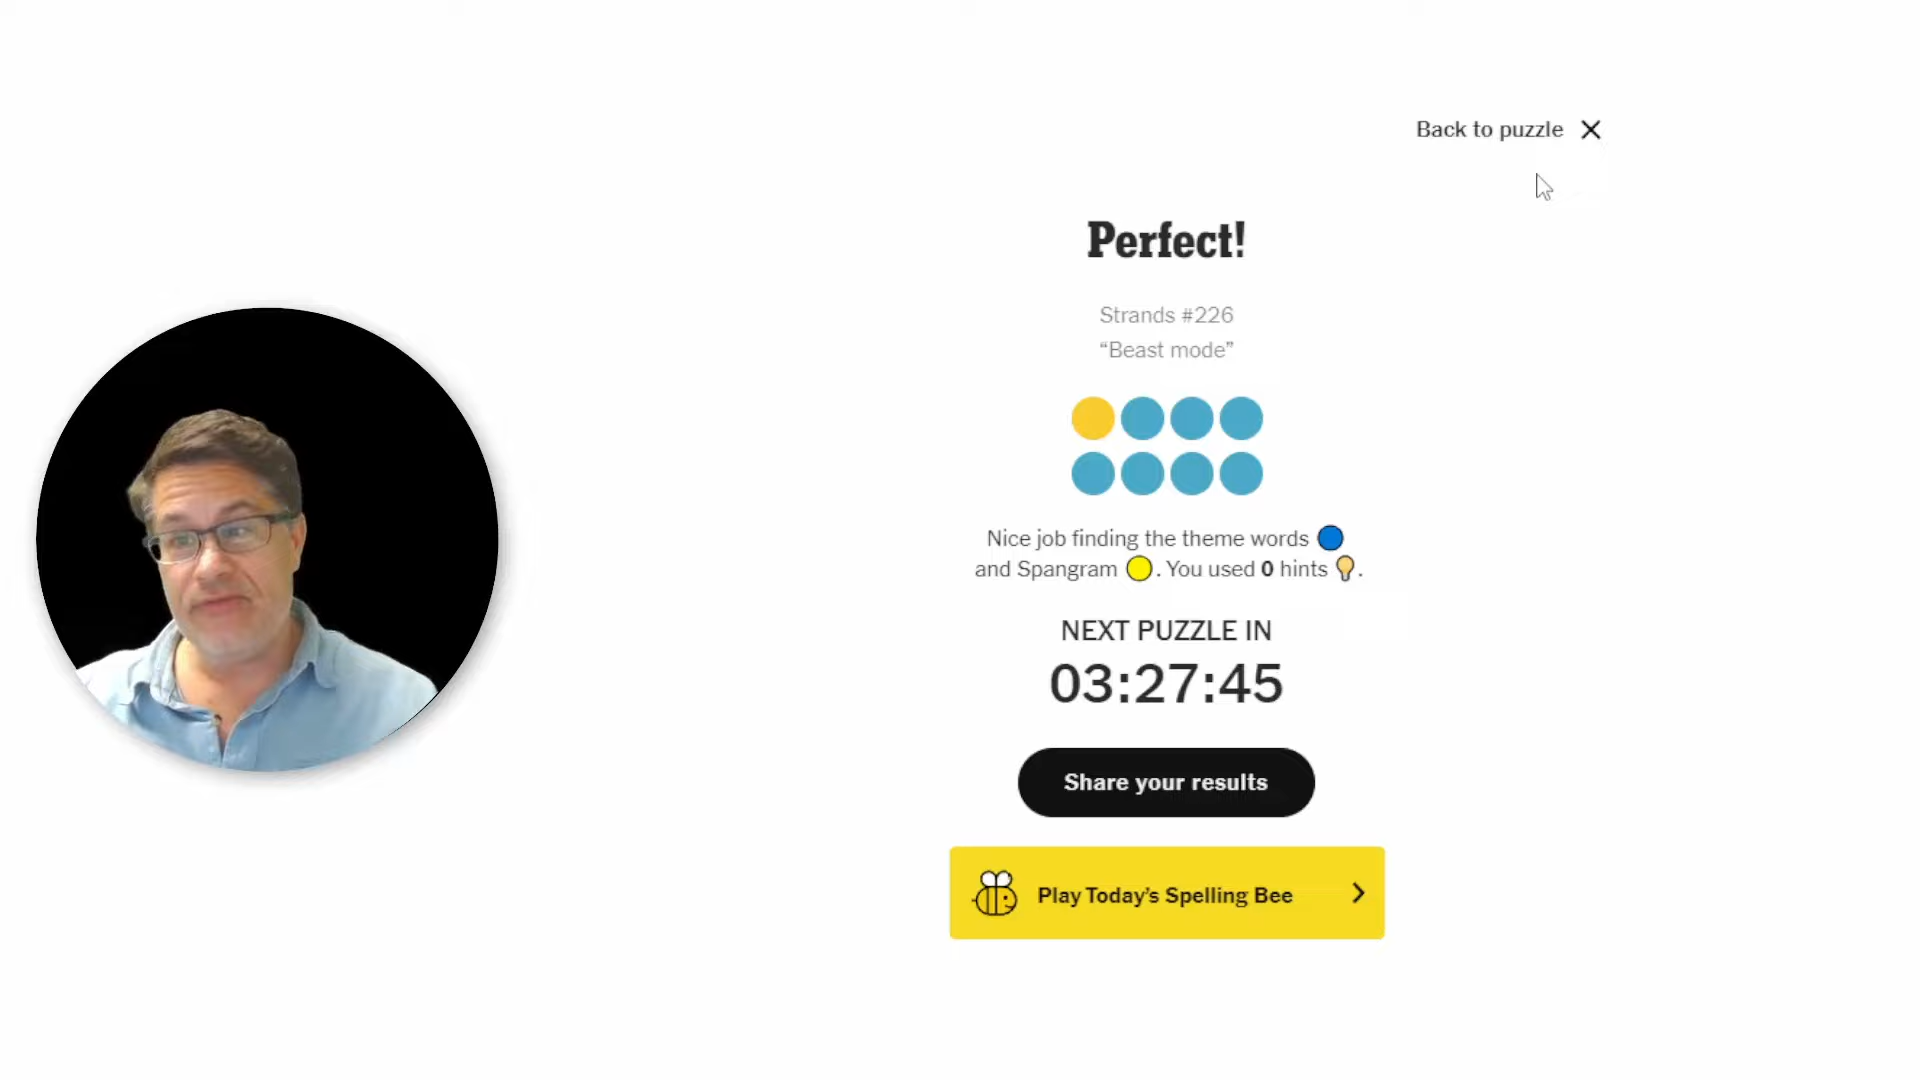 Back to puzzle
Perfect!
Strands #226
“Beast mode”
Nice job finding the theme words
and Spangram . You used 0 hints .
NEXT PUZZLE IN
03:27:45
Share your results
Play Today’s Spelling Bee